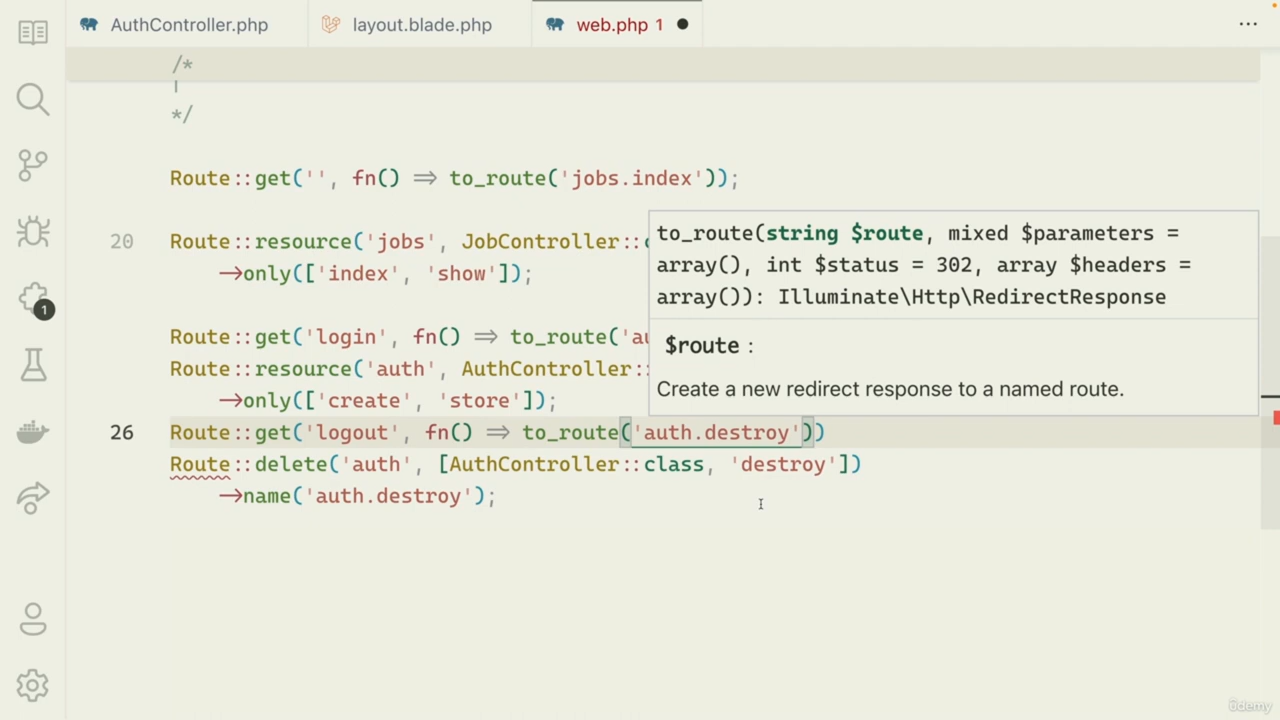 AuthController.php
layout.blade.php
web.php 1
/*
|
*/
Route::get('', fn() => to_route('jobs.index'));
20
Route::resource('jobs', JobController::c
->only(['index', 'show']);
to_route(string $route, mixed $parameters =
array(), int $status = 302, array $headers =
array()): Illuminate\Http\RedirectResponse
$route :
Create a new redirect response to a named route.
1
Route::get('login', fn() => to_route('au
Route::resource('auth', AuthController::
->only(['create', 'store']);
26
Route::get('logout', fn() => to_route('auth.destroy'))
Route::delete('auth', [AuthController::class, 'destroy'])
->name('auth.destroy');
ûdemy